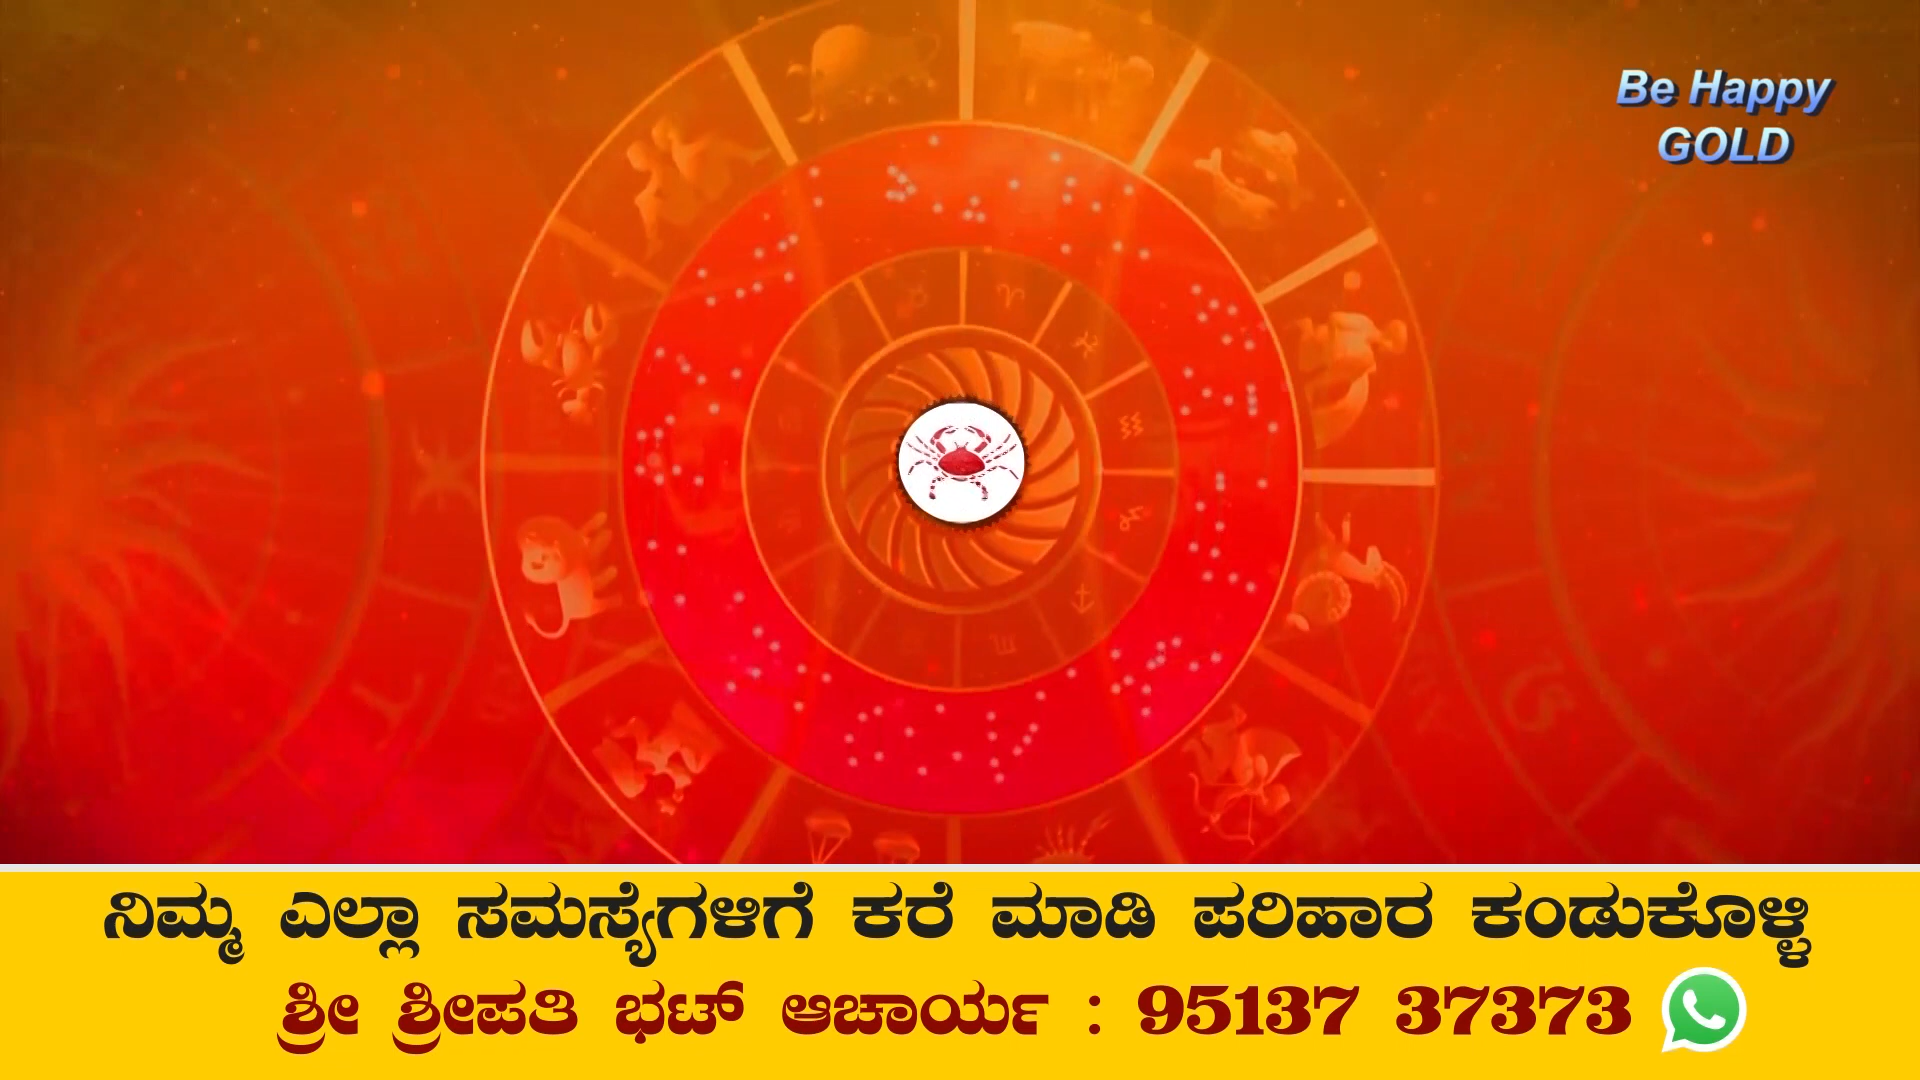 Be Happy
GOLD
ನಿಮ್ಮ ಎಲ್ಲಾ ಸಮಸ್ಯೆಗಳಿಗೆ ಕರೆ ಮಾಡಿ ಪರಿಹಾರ ಕಂಡುಕೊಳ್ಳಿ
ಶ್ರೀ ಶ್ರೀಪತಿ ಭಟ್ ಆಚಾರ್ಯ : 95137 37373